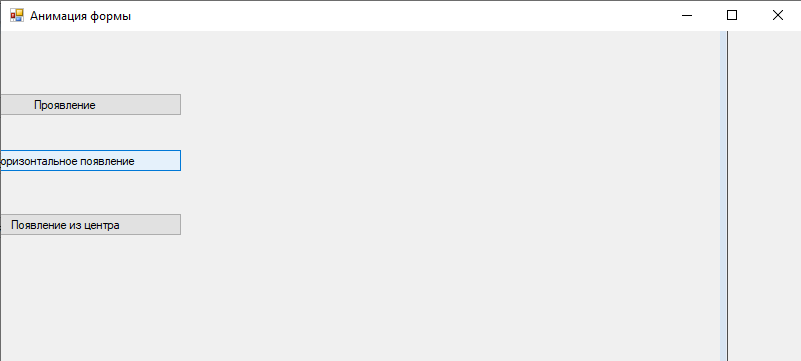 Анимация формы
Проявление
оризонтальное появление
Появление из центра